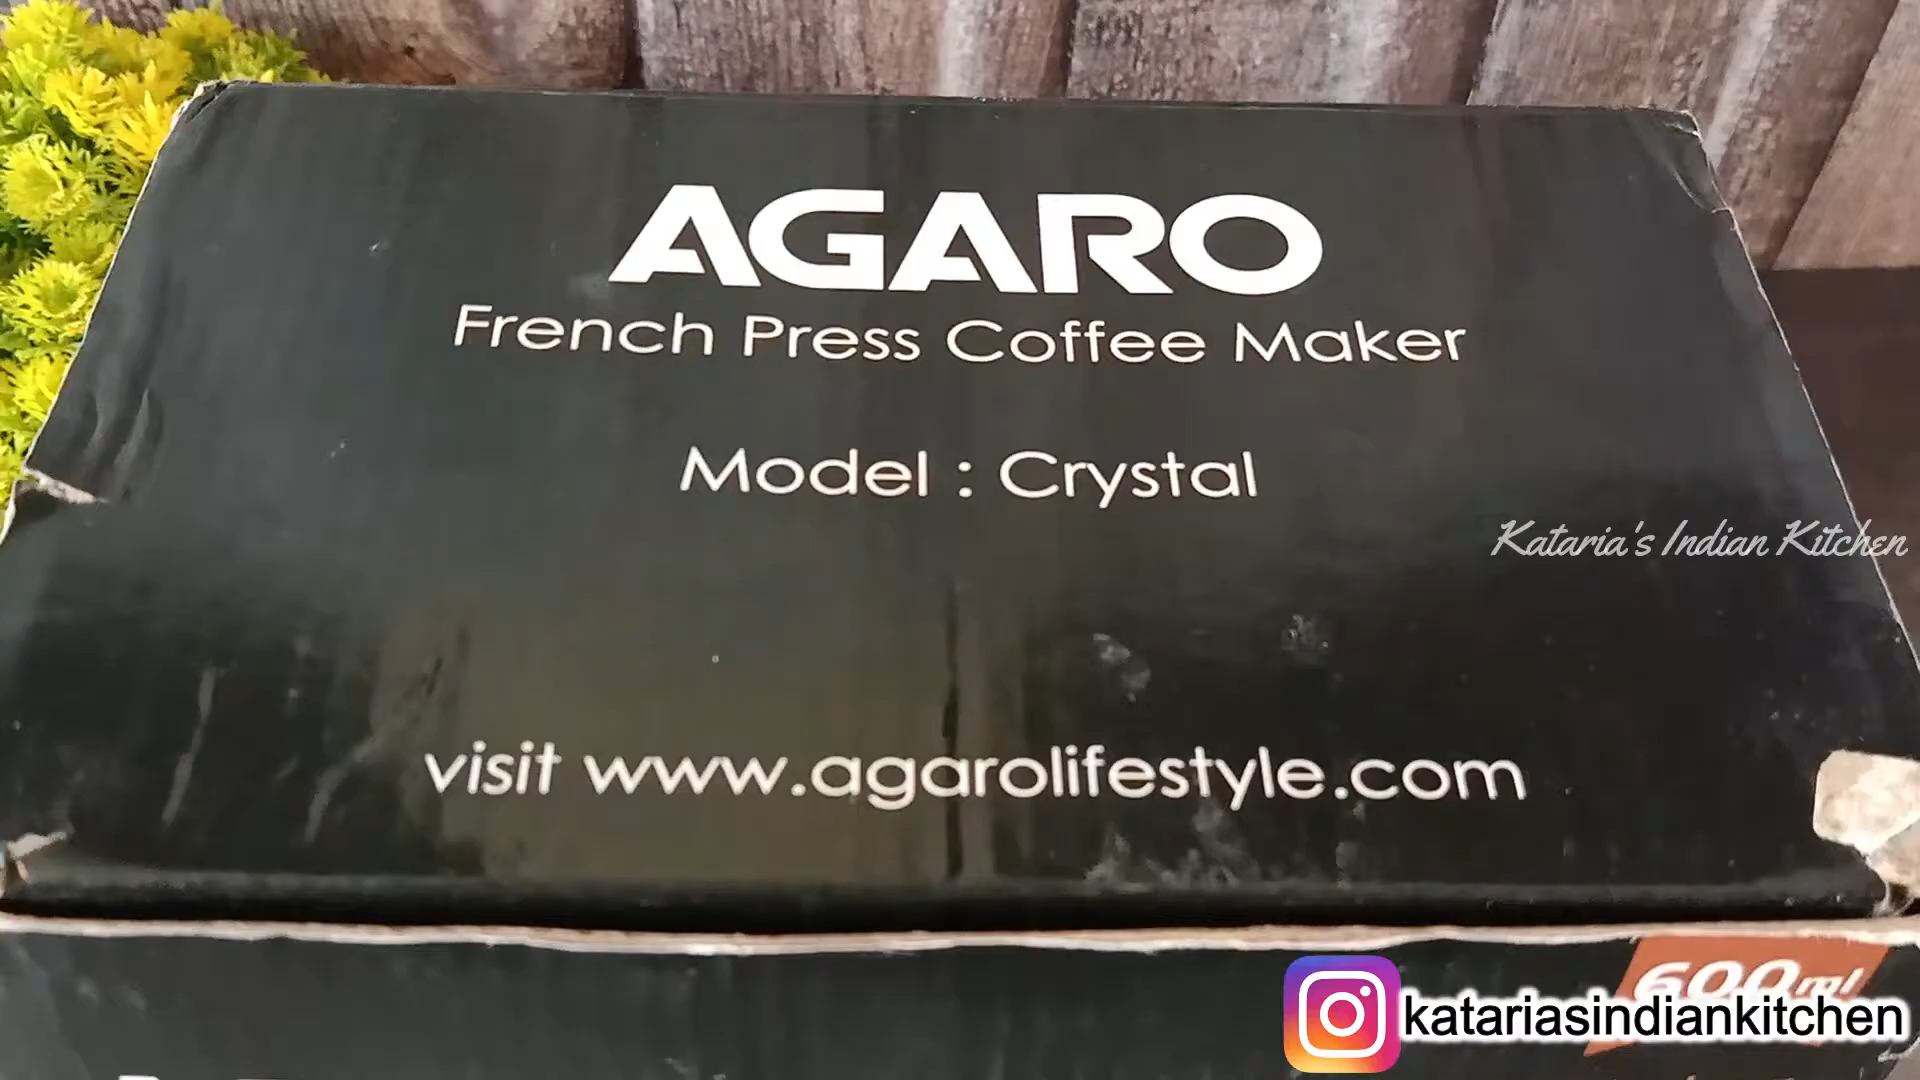 AGARO
French Press Coffee Maker
Model : Crystal
Kataria's Indian Kitchen
visit www.agarolifestyle.com
600ml
katariasindiankitchen